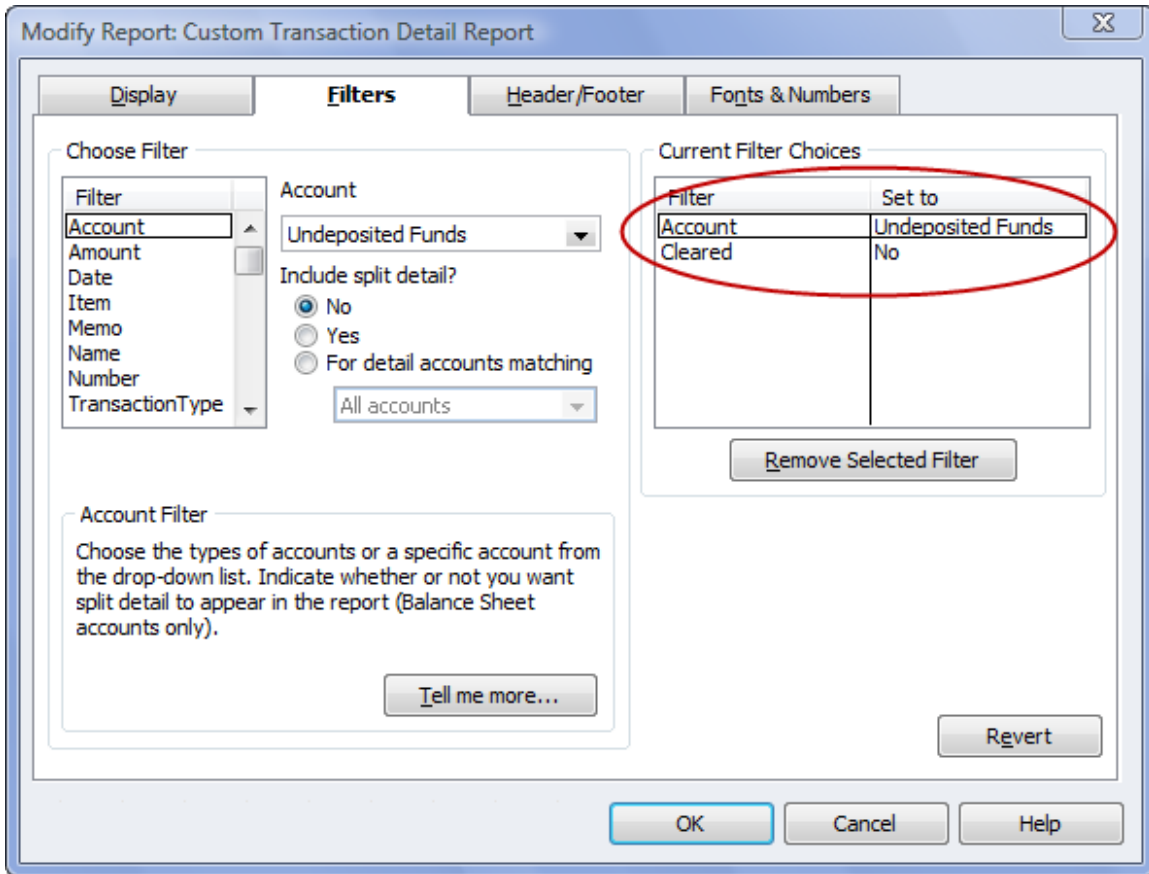 Modify Report: Custom Transaction Detail Report
Display
Filters
Header/Footer
Fonts & Numbers
Choose Filter
Filter
Account
Amount
Date
Item
Memo
Name
Number
TransactionType
Account
Undeposited Funds
Include split detail?
No
Yes
For detail accounts matching
All accounts
Account Filter
Choose the types of accounts or a specific account from
the drop-down list. Indicate whether or not you want
split detail to appear in the report (Balance Sheet
accounts only).
Tell me more...
Current Filter Choices
Filter Set to
Account Undeposited Funds
Cleared No
Remove Selected Filter
Revert
OK
Cancel
Help